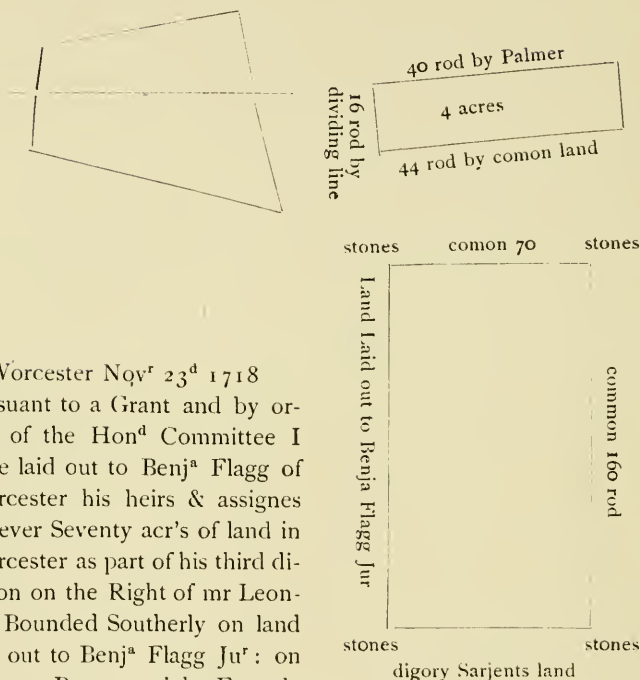 40 rod by Palmer
16 rod by
dividing line
4 acres
44 rod by comon land
stones comon 70 stones
Land Laid out to Benja Flagg Jur
common 160 rod
stones stones
digory Sarjents land
Vorcester Novʳ 23ᵈ 1718
suant to a Grant and by or-
of the Honᵈ Committee I
e laid out to Benjᵃ Flagg of
rcester his heirs & assignes
ever Seventy acr's of land in
rcester as part of his third di-
on on the Right of mr Leon-
Bounded Southerly on land
out to Benjᵃ Flagg Juʳ: on